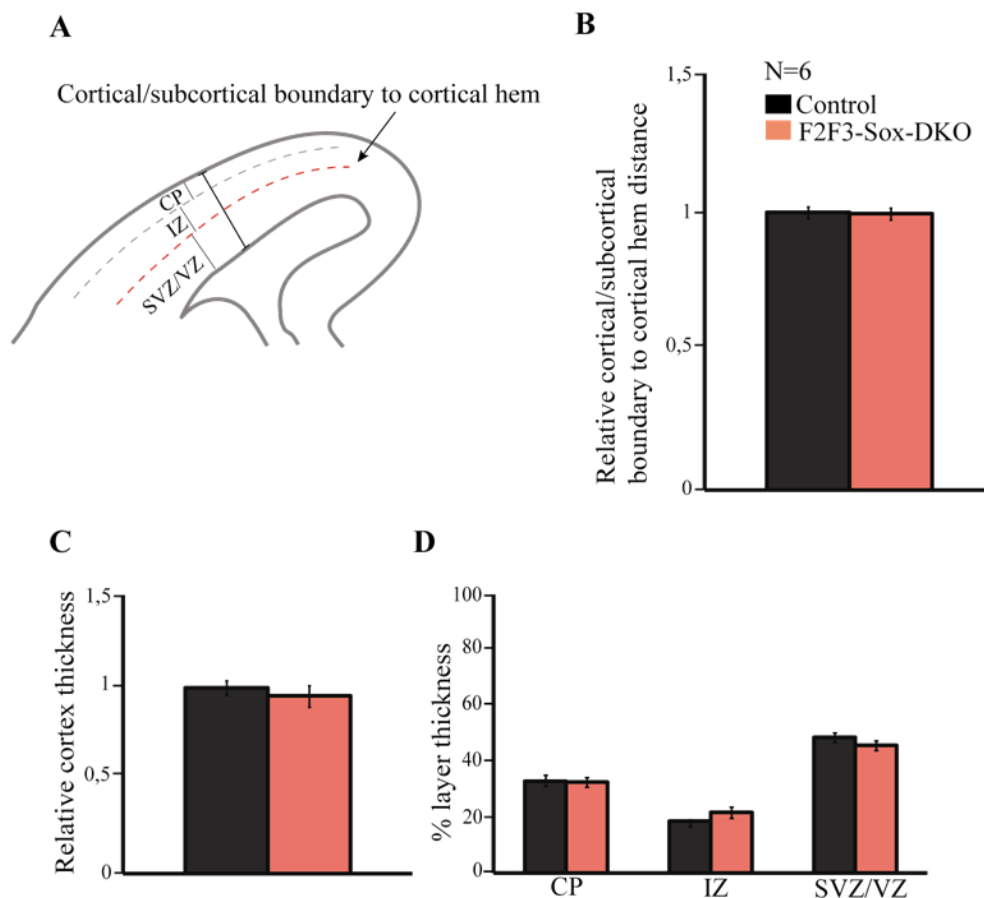 A
Cortical/subcortical boundary to cortical hem
CP
IZ
SVZ/VZ
B
N=6
Control
F2F3-Sox-DKO
Relative cortical/subcortical
boundary to cortical hem distance
1,5
1
0,5
0
C
Relative cortex thickness
1,5
1
0,5
0
D
% layer thickness
100
80
60
40
20
0
CP IZ SVZ/VZ